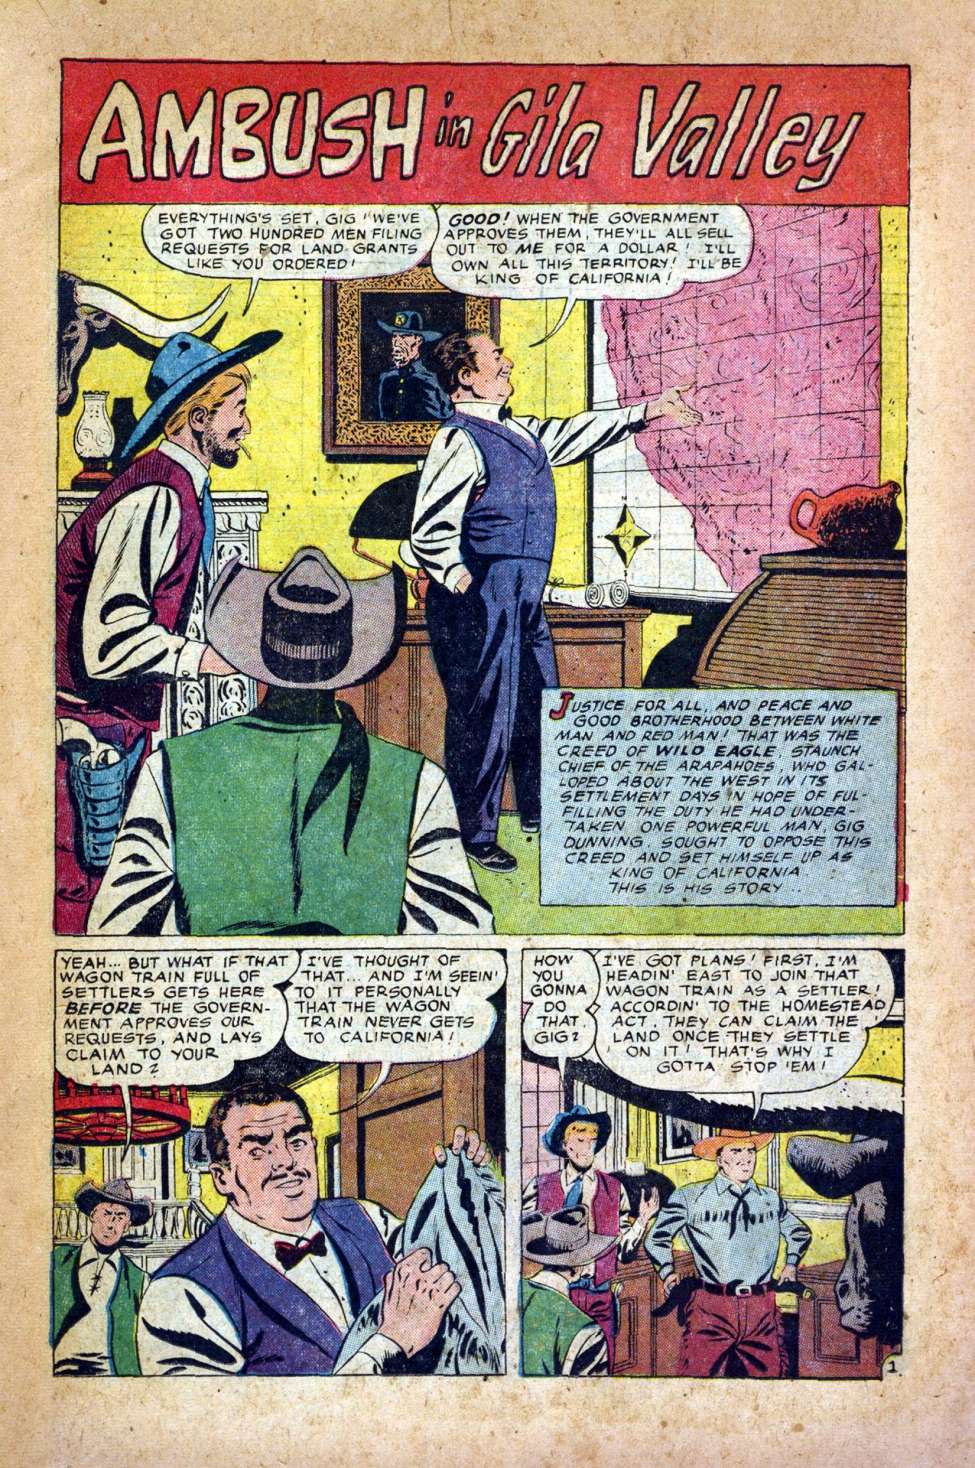 AMBUSH in Gila Valley
EVERYTHING'S SET, GIG! WE'VE
GOT TWO HUNDRED MEN FILING
REQUESTS FOR LAND GRANTS
LIKE YOU ORDERED!
GOOD! WHEN THE GOVERNMENT
APPROVES THEM, THEY'LL ALL SELL
OUT TO ME FOR A DOLLAR! I'LL
OWN ALL THIS TERRITORY! I'LL BE
KING OF CALIFORNIA!
JUSTICE FOR ALL, AND PEACE AND
GOOD BROTHERHOOD BETWEEN WHITE
MAN AND RED MAN! THAT WAS THE
CREED OF WILD EAGLE, STAUNCH
CHIEF OF THE ARAPAHOES, WHO GAL-
LOPED ABOUT THE WEST IN ITS
SETTLEMENT DAYS IN HOPE OF FUL-
FILLING THE DUTY HE HAD UNDER-
TAKEN. ONE POWERFUL MAN, GIG
DUNNING, SOUGHT TO OPPOSE THIS
CREED AND SET HIMSELF UP AS
KING OF CALIFORNIA.
THIS IS HIS STORY...
YEAH... BUT WHAT IF THAT
WAGON TRAIN FULL OF
SETTLERS GETS HERE
BEFORE THE GOVERN-
MENT APPROVES OUR
REQUESTS, AND LAYS
CLAIM TO YOUR
LAND?
I'VE THOUGHT OF
THAT... AND I'M SEEIN'
TO IT PERSONALLY
THAT THE WAGON
TRAIN NEVER GETS
TO CALIFORNIA!
HOW
YOU
GONNA
DO
THAT,
GIG?
I'VE GOT PLANS! FIRST, I'M
HEADIN' EAST TO JOIN THAT
WAGON TRAIN AS A SETTLER!
ACCORDIN' TO THE HOMESTEAD
ACT, THEY CAN CLAIM THE
LAND ONCE THEY SETTLE
ON IT! THAT'S WHY I
GOTTA STOP 'EM!
1